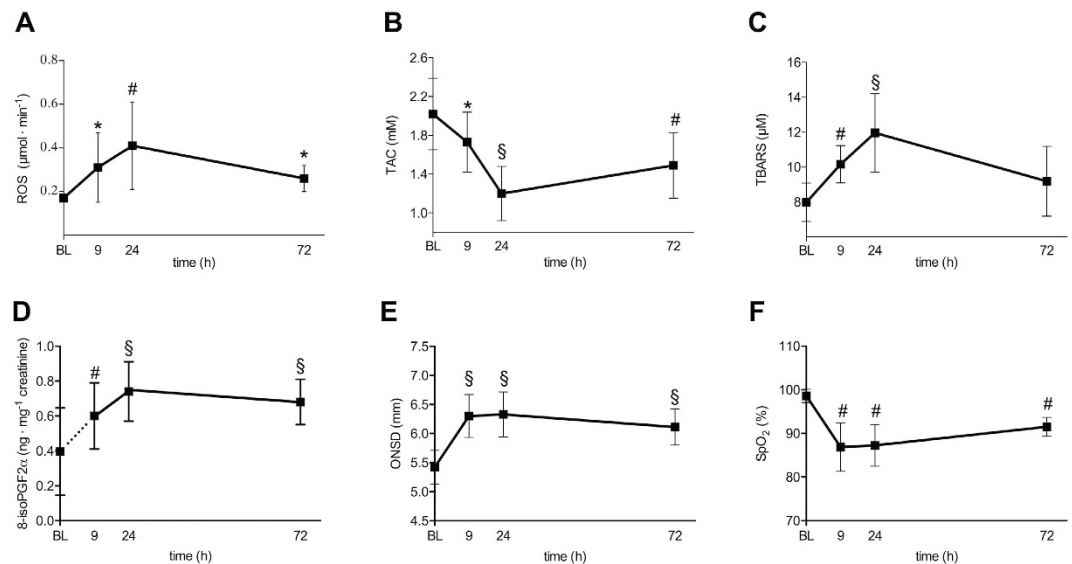 A
ROS (μmol · min⁻¹)
0.8
0.6
0.4
0.2
*
#
*
BL 9 24 72
time (h)
B
TAC (mM)
2.6
2.2
1.8
1.4
1.0
*
§
#
BL 9 24 72
time (h)
C
TBARS (μM)
16
14
12
10
8
#
§
BL 9 24 72
time (h)
D
8-isoPGF2α (ng · mg⁻¹ creatinine)
1.0
0.8
0.6
0.4
0.2
0.0
#
§
§
BL 9 24 72
time (h)
E
ONSD (mm)
7.5
7.0
6.5
6.0
5.5
5.0
4.5
§ §
§
BL 9 24 72
time (h)
F
SpO₂ (%)
110
100
90
80
70
# #
#
BL 9 24 72
time (h)